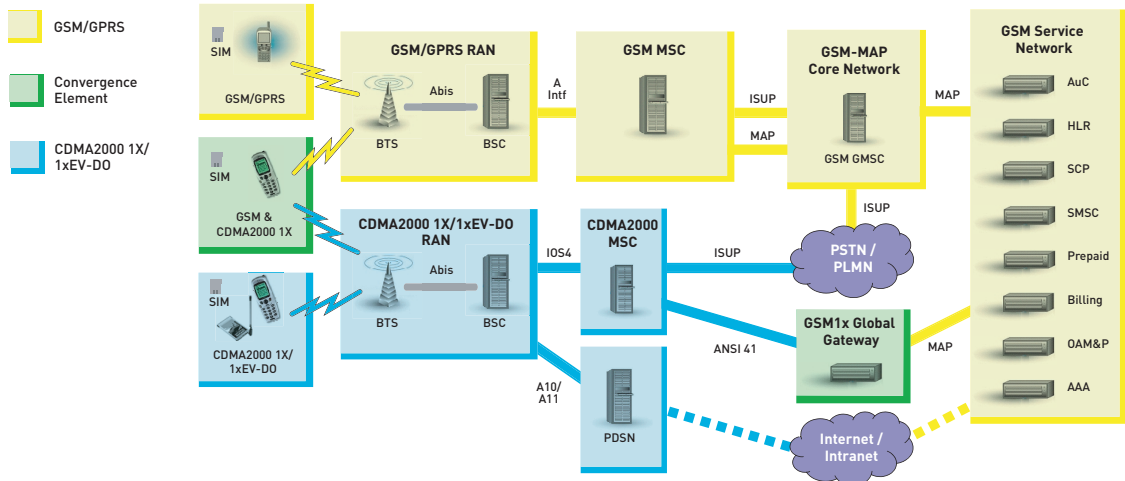 GSM/GPRS
Convergence
Element
CDMA2000 1X/
1xEV-DO
SIM
GSM/GPRS
SIM
GSM &
CDMA2000 1X
SIM
CDMA2000 1X/
1xEV-DO
GSM/GPRS RAN
Abis
BTS
BSC
A
Intf
GSM MSC
ISUP
MAP
GSM-MAP
Core Network
GSM GMSC
MAP
ISUP
CDMA2000 1X/1xEV-DO
RAN
Abis
BTS
BSC
IOS4
CDMA2000
MSC
ISUP
PSTN /
PLMN
ANSI 41
GSM1x Global
Gateway
MAP
A10/
A11
PDSN
Internet /
Intranet
GSM Service
Network
AuC
HLR
SCP
SMSC
Prepaid
Billing
OAM&P
AAA